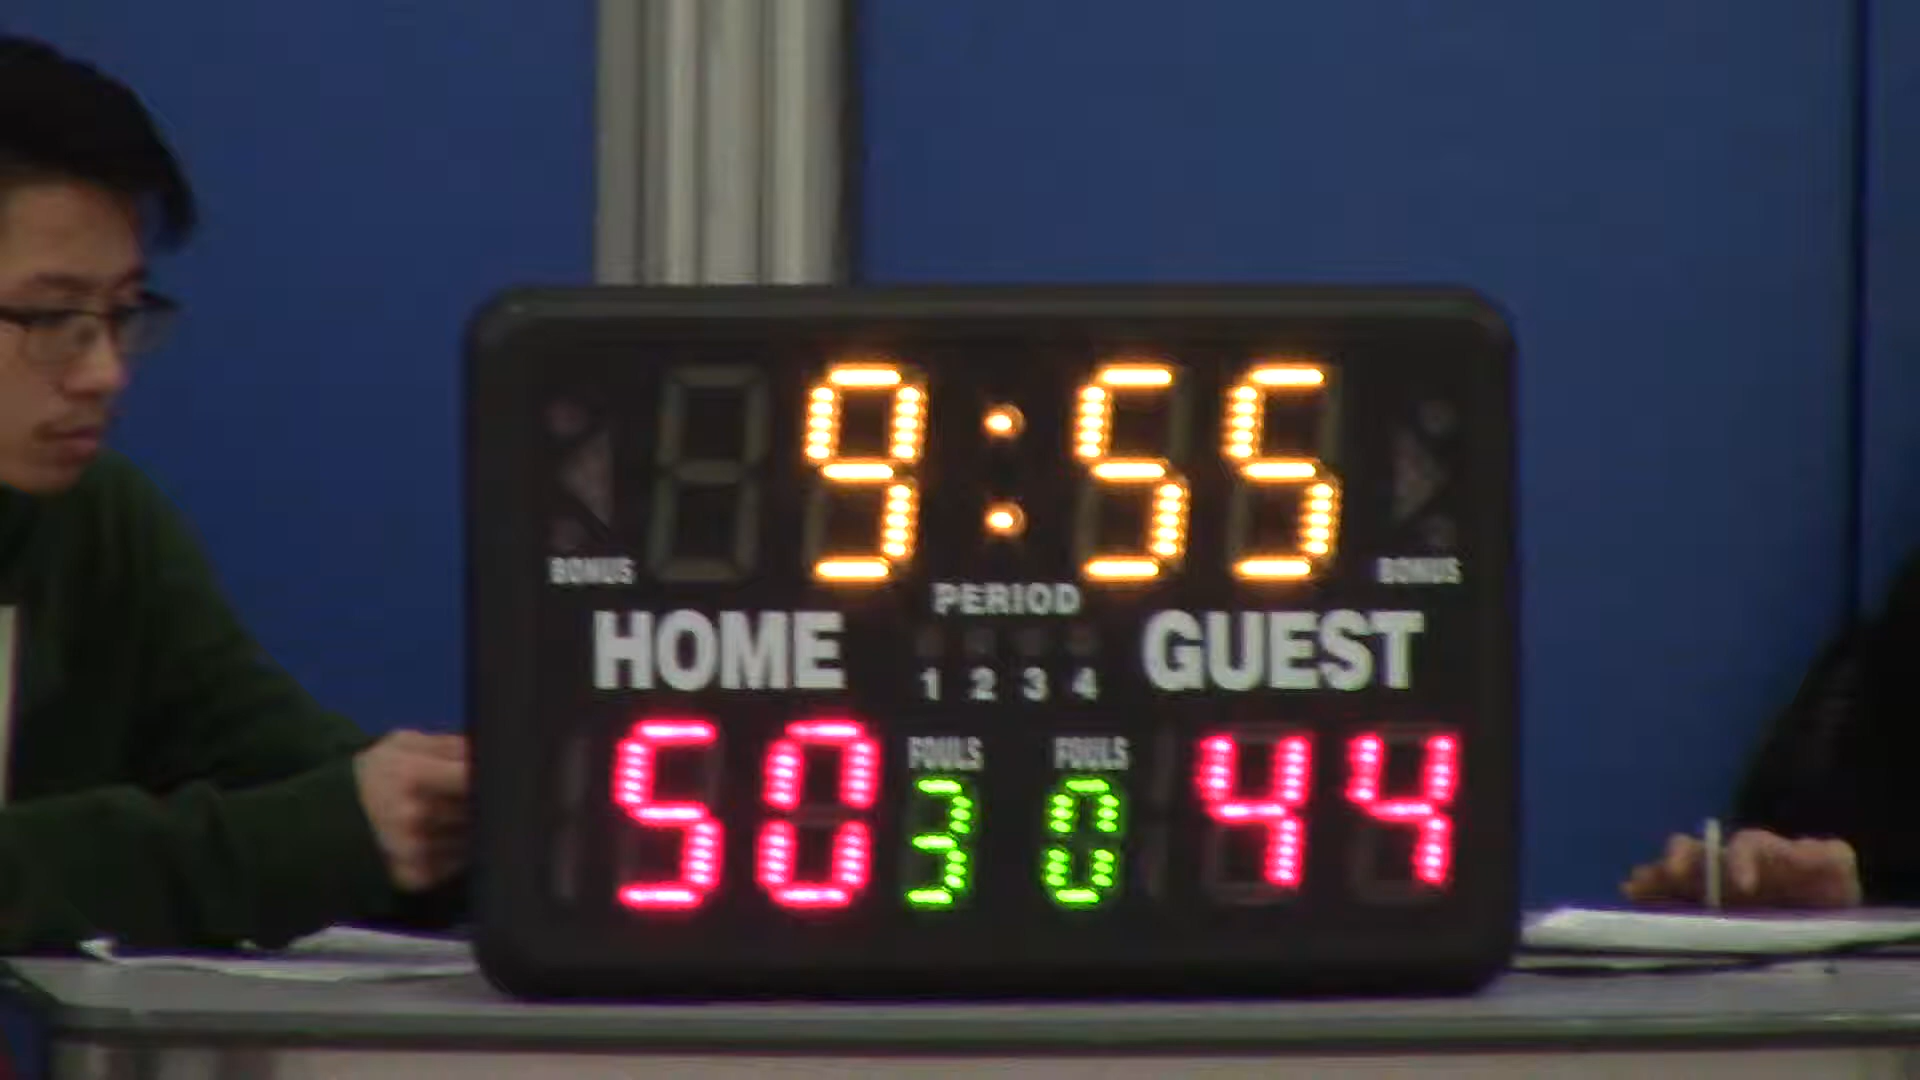 9:55
BONUS PERIOD BONUS
HOME 1 2 3 4 GUEST
FOULS FOULS
50 3 0 44